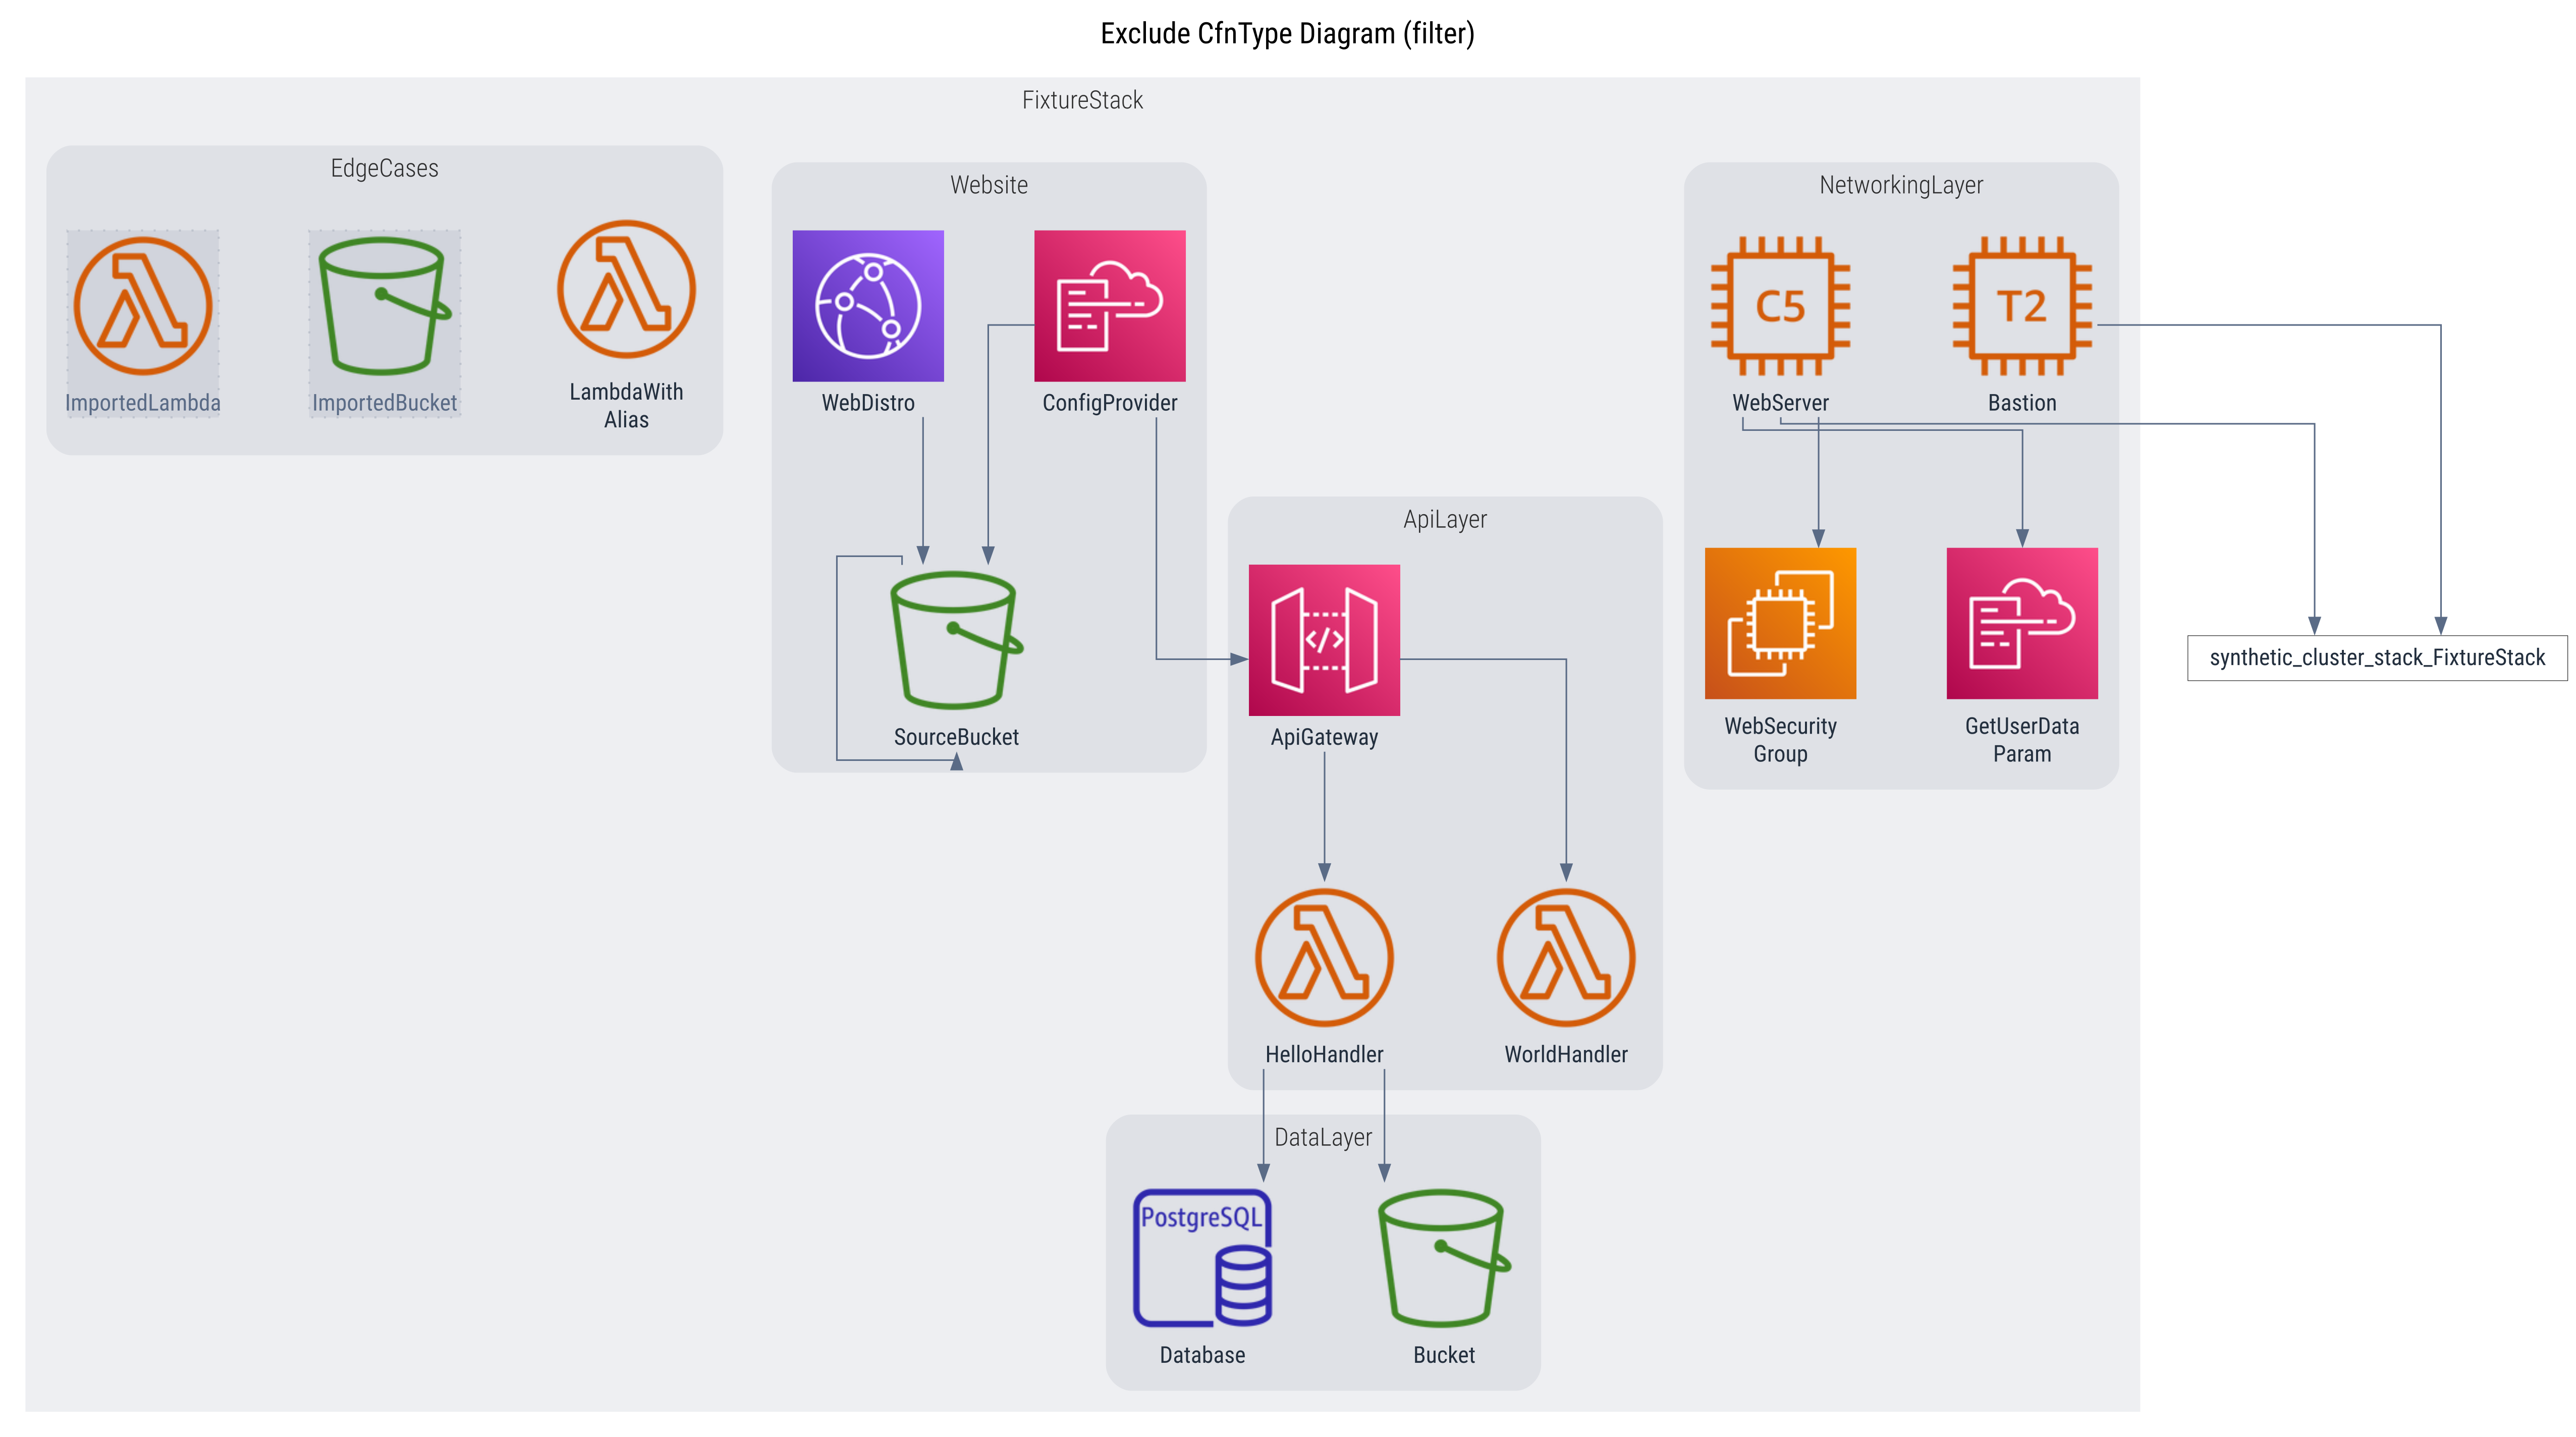 Exclude CfnType Diagram (filter)
FixtureStack
EdgeCases
ImportedLambda
ImportedBucket
LambdaWith
Alias
Website
WebDistro
ConfigProvider
SourceBucket
NetworkingLayer
C5
WebServer
T2
Bastion
WebSecurity
Group
GetUserData
Param
synthetic_cluster_stack_FixtureStack
ApiLayer
</>
ApiGateway
HelloHandler
WorldHandler
DataLayer
PostgreSQL
Database
Bucket